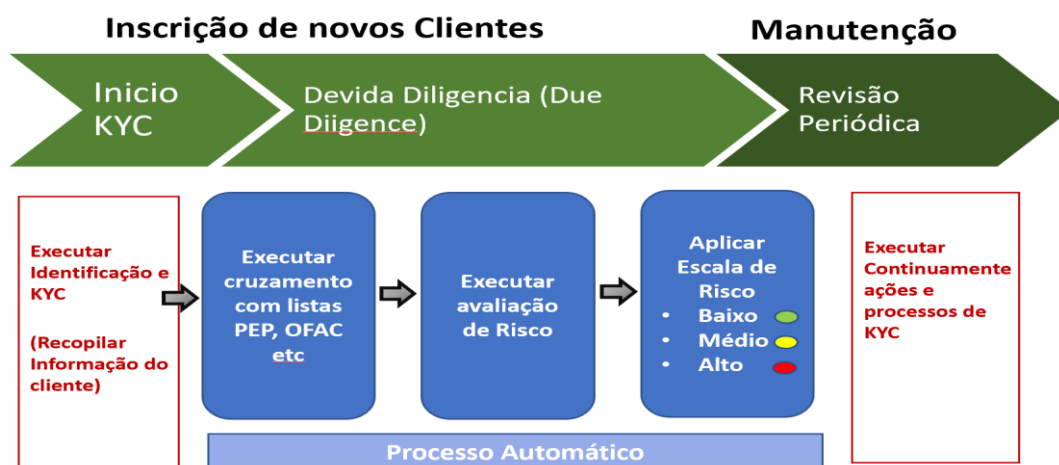 Inscrição de novos Clientes
Manutenção
Inicio
KYC
Devida Diligencia (Due
Diigence)
Revisão
Periódica
Executar
Identificação e
KYC
(Recopilar
Informação do
cliente)
Executar
cruzamento
com listas
PEP, OFAC
etc
Executar
avaliação
de Risco
Aplicar
Escala de
Risco
• Baixo
• Médio
• Alto
Executar
Continuamente
ações e
processos de
KYC
Processo Automático